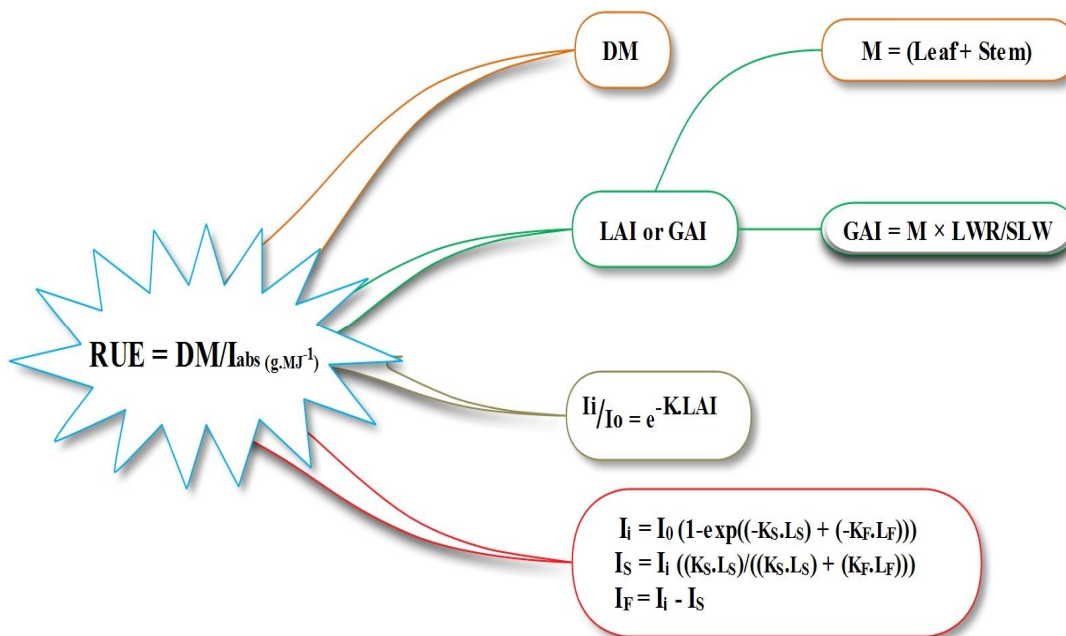 DM
M = (Leaf + Stem)
LAI or GAI
GAI = M × LWR/SLW
RUE = DM/Iabs (g.MJ⁻¹)
Ii/Io = e^-K.LAI
Ii = I0 (1-exp((-KS.LS) + (-KF.LF)))
IS = Ii ((KS.LS)/((KS.LS) + (KF.LF)))
IF = Ii - IS